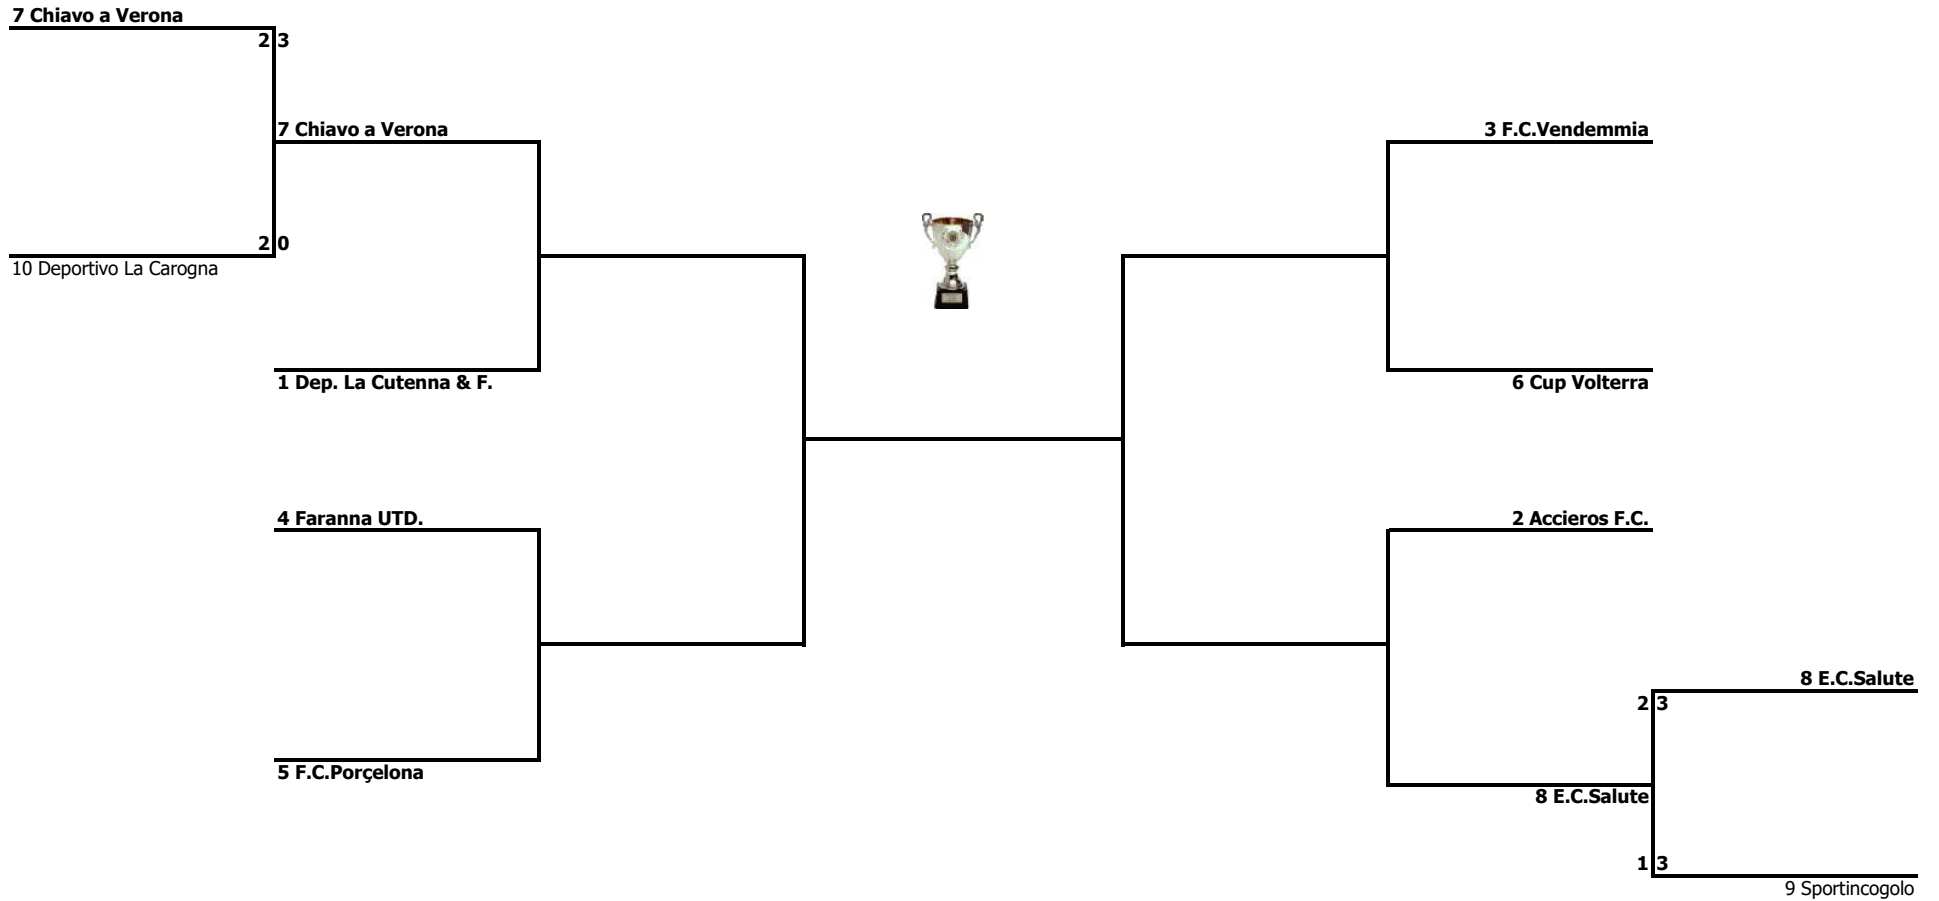 7 Chiavo a Verona
2 3
7 Chiavo a Verona
3 F.C.Vendemmia
2 0
10 Deportivo La Carogna
1 Dep. La Cutenna & F.
6 Cup Volterra
4 Faranna UTD.
2 Accieros F.C.
8 E.C.Salute
2 3
5 F.C.Porçelona
8 E.C.Salute
1 3
9 Sportincogolo